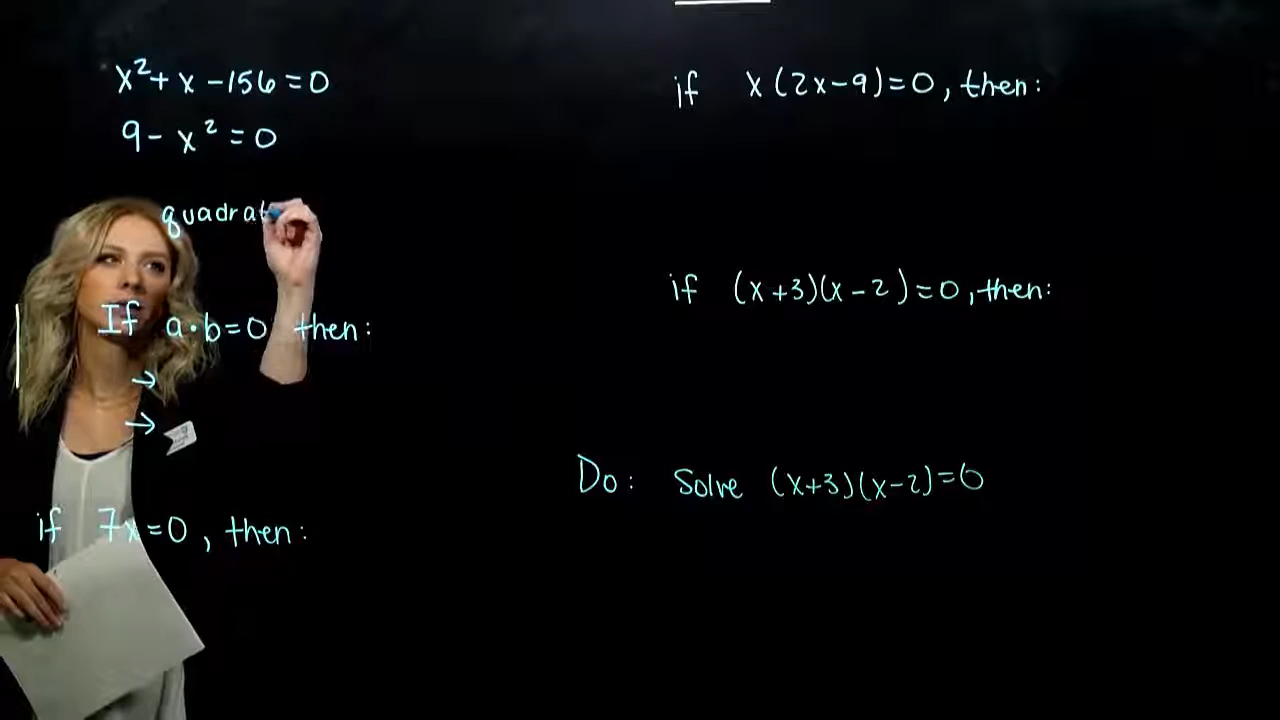 x²+ x -156 = 0
9 - x² = 0
quadrat
If a·b=0 then:
→
→
if 7x=0, then:
if x(2x-9)=0, then:
if (x+3)(x-2)=0, then:
Do: Solve (x+3)(x-2)=0